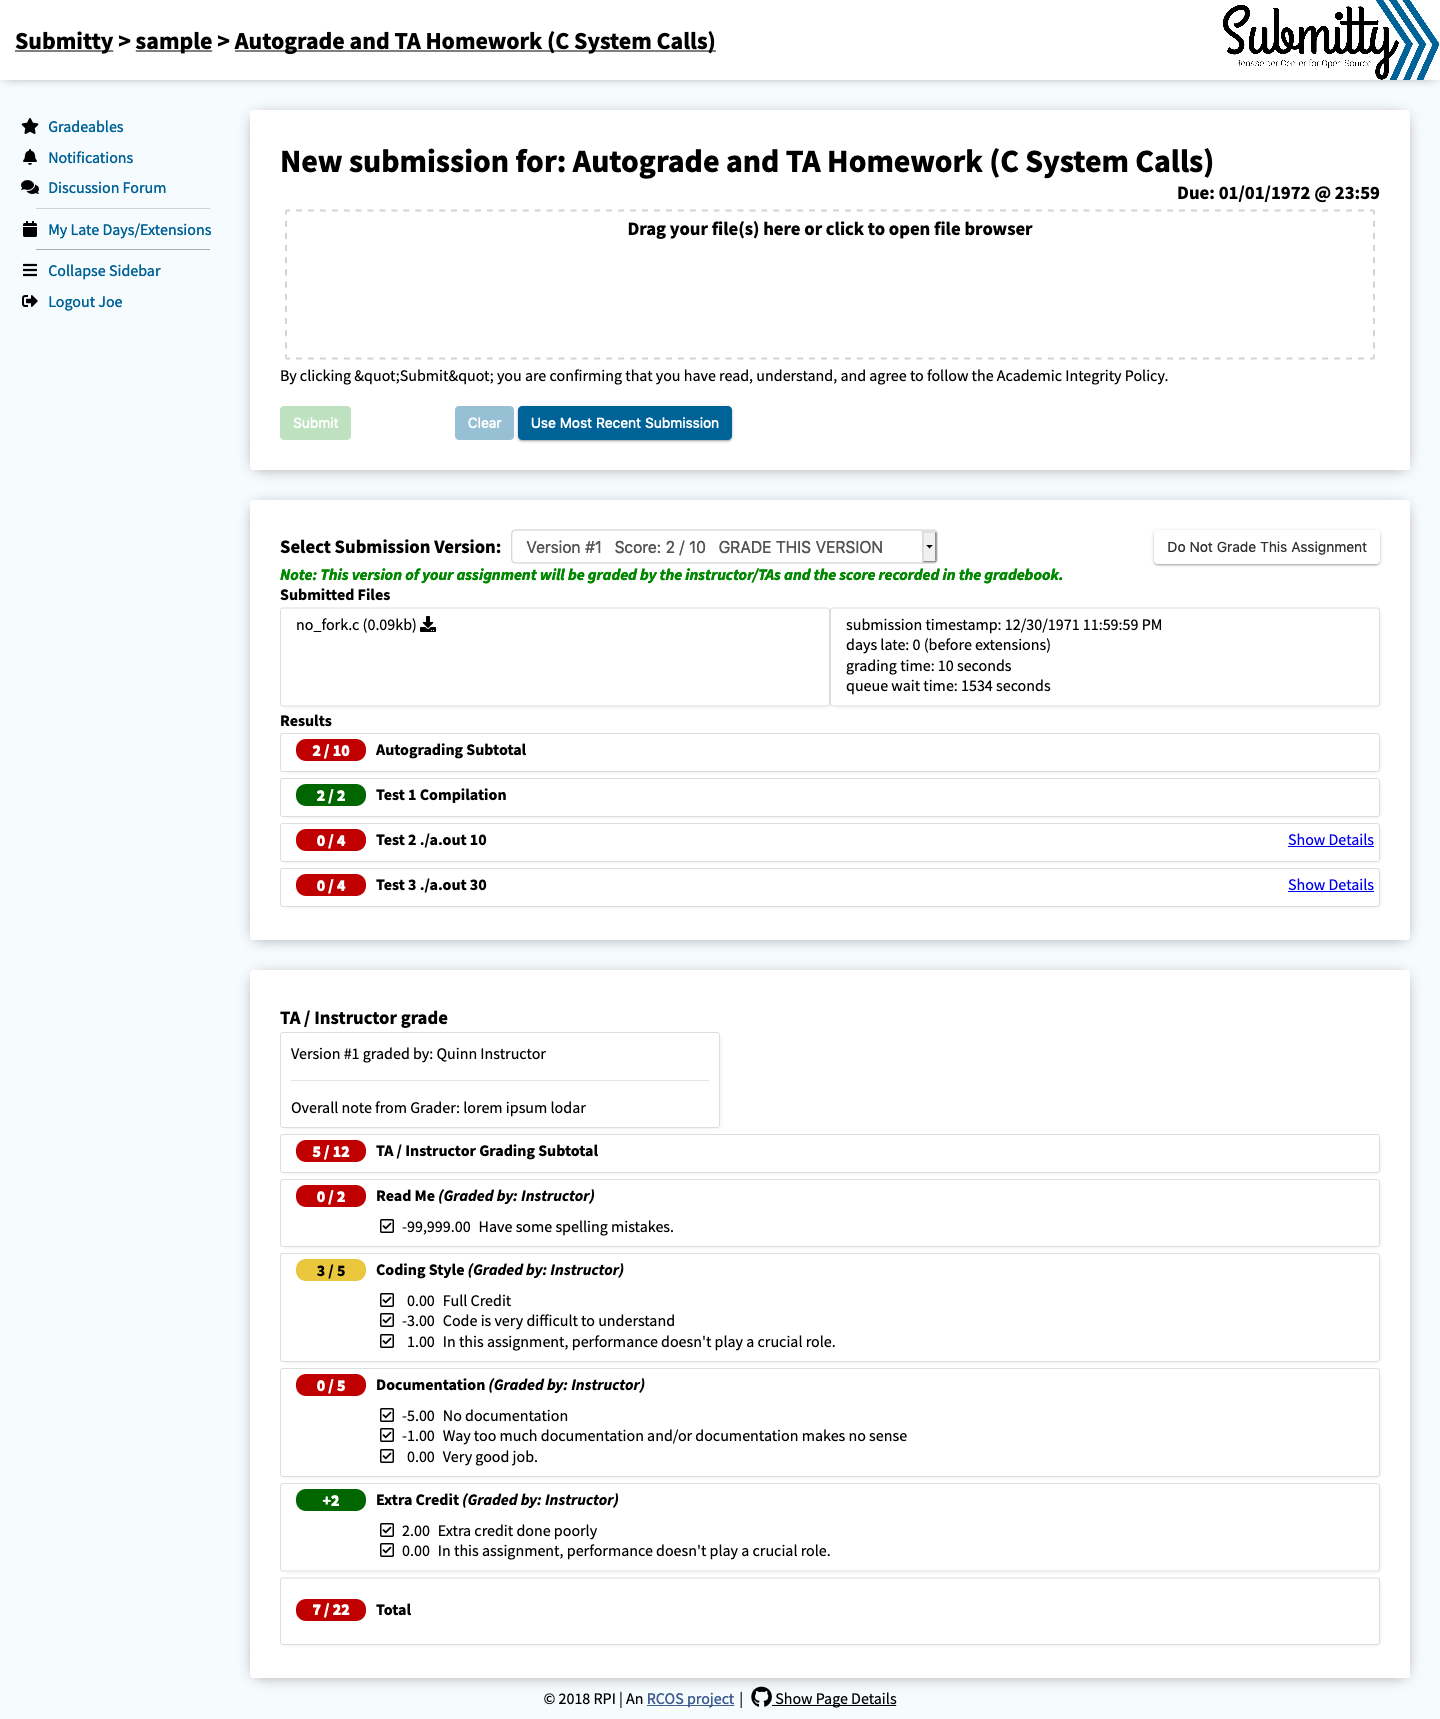 Submitty > sample > Autograde and TA Homework (C System Calls)
Submitty
Gradeables
Notifications
Discussion Forum
My Late Days/Extensions
Collapse Sidebar
Logout Joe
New submission for: Autograde and TA Homework (C System Calls)
Due: 01/01/1972 @ 23:59
Drag your file(s) here or click to open file browser
By clicking &quot;Submit&quot; you are confirming that you have read, understand, and agree to follow the Academic Integrity Policy.
Submit Clear Use Most Recent Submission
Select Submission Version: Version #1 Score: 2 / 10 GRADE THIS VERSION Do Not Grade This Assignment
Note: This version of your assignment will be graded by the instructor/TAs and the score recorded in the gradebook.
Submitted Files
no_fork.c (0.09kb)
submission timestamp: 12/30/1971 11:59:59 PM
days late: 0 (before extensions)
grading time: 10 seconds
queue wait time: 1534 seconds
Results
2 / 10 Autograding Subtotal
2 / 2 Test 1 Compilation
0 / 4 Test 2 ./a.out 10 Show Details
0 / 4 Test 3 ./a.out 30 Show Details
TA / Instructor grade
Version #1 graded by: Quinn Instructor
Overall note from Grader: lorem ipsum lodar
5 / 12 TA / Instructor Grading Subtotal
0 / 2 Read Me (Graded by: Instructor)
-99,999.00 Have some spelling mistakes.
3 / 5 Coding Style (Graded by: Instructor)
0.00 Full Credit
-3.00 Code is very difficult to understand
1.00 In this assignment, performance doesn't play a crucial role.
0 / 5 Documentation (Graded by: Instructor)
-5.00 No documentation
-1.00 Way too much documentation and/or documentation makes no sense
0.00 Very good job.
+2 Extra Credit (Graded by: Instructor)
2.00 Extra credit done poorly
0.00 In this assignment, performance doesn't play a crucial role.
7 / 22 Total
© 2018 RPI | An RCOS project | Show Page Details